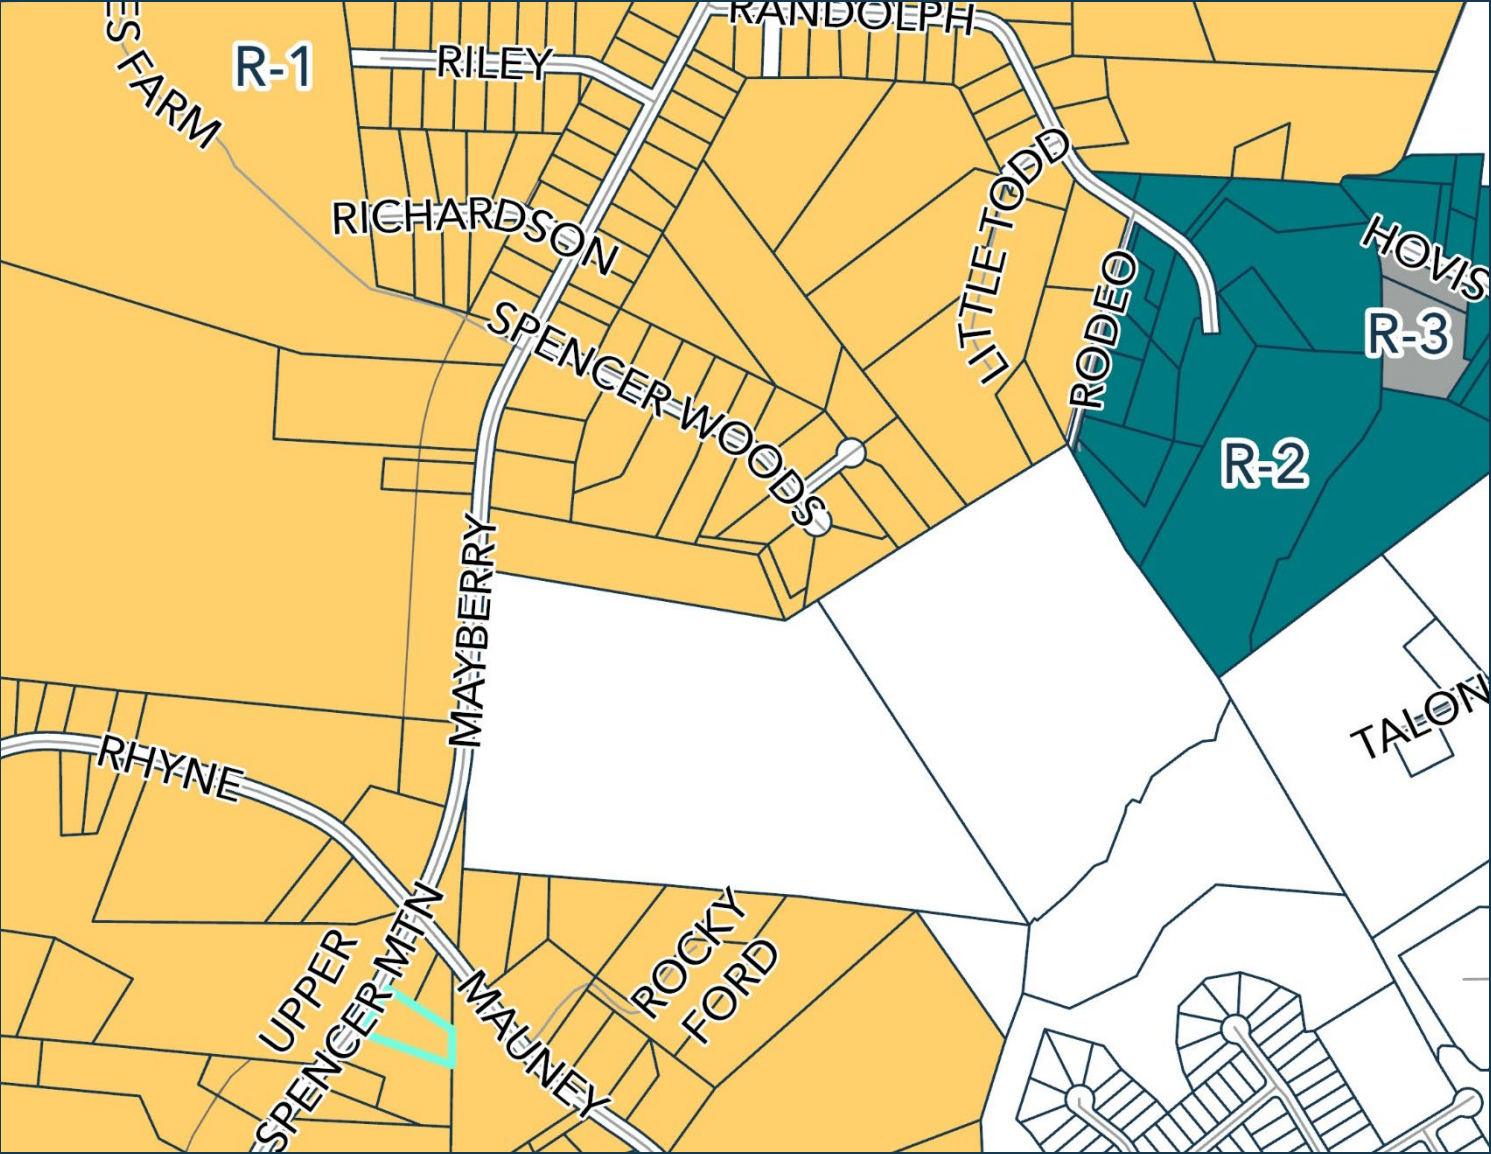 RANDOLPH
ES FARM
R-1
RILEY
LITTLE TODD
RICHARDSON
HOVIS
RODEO
R-3
SPENCER WOODS
R-2
MAYBERRY
TALON
RHYNE
UPPER
SPENCER MTN
ROCKY
FORD
MAUNEY